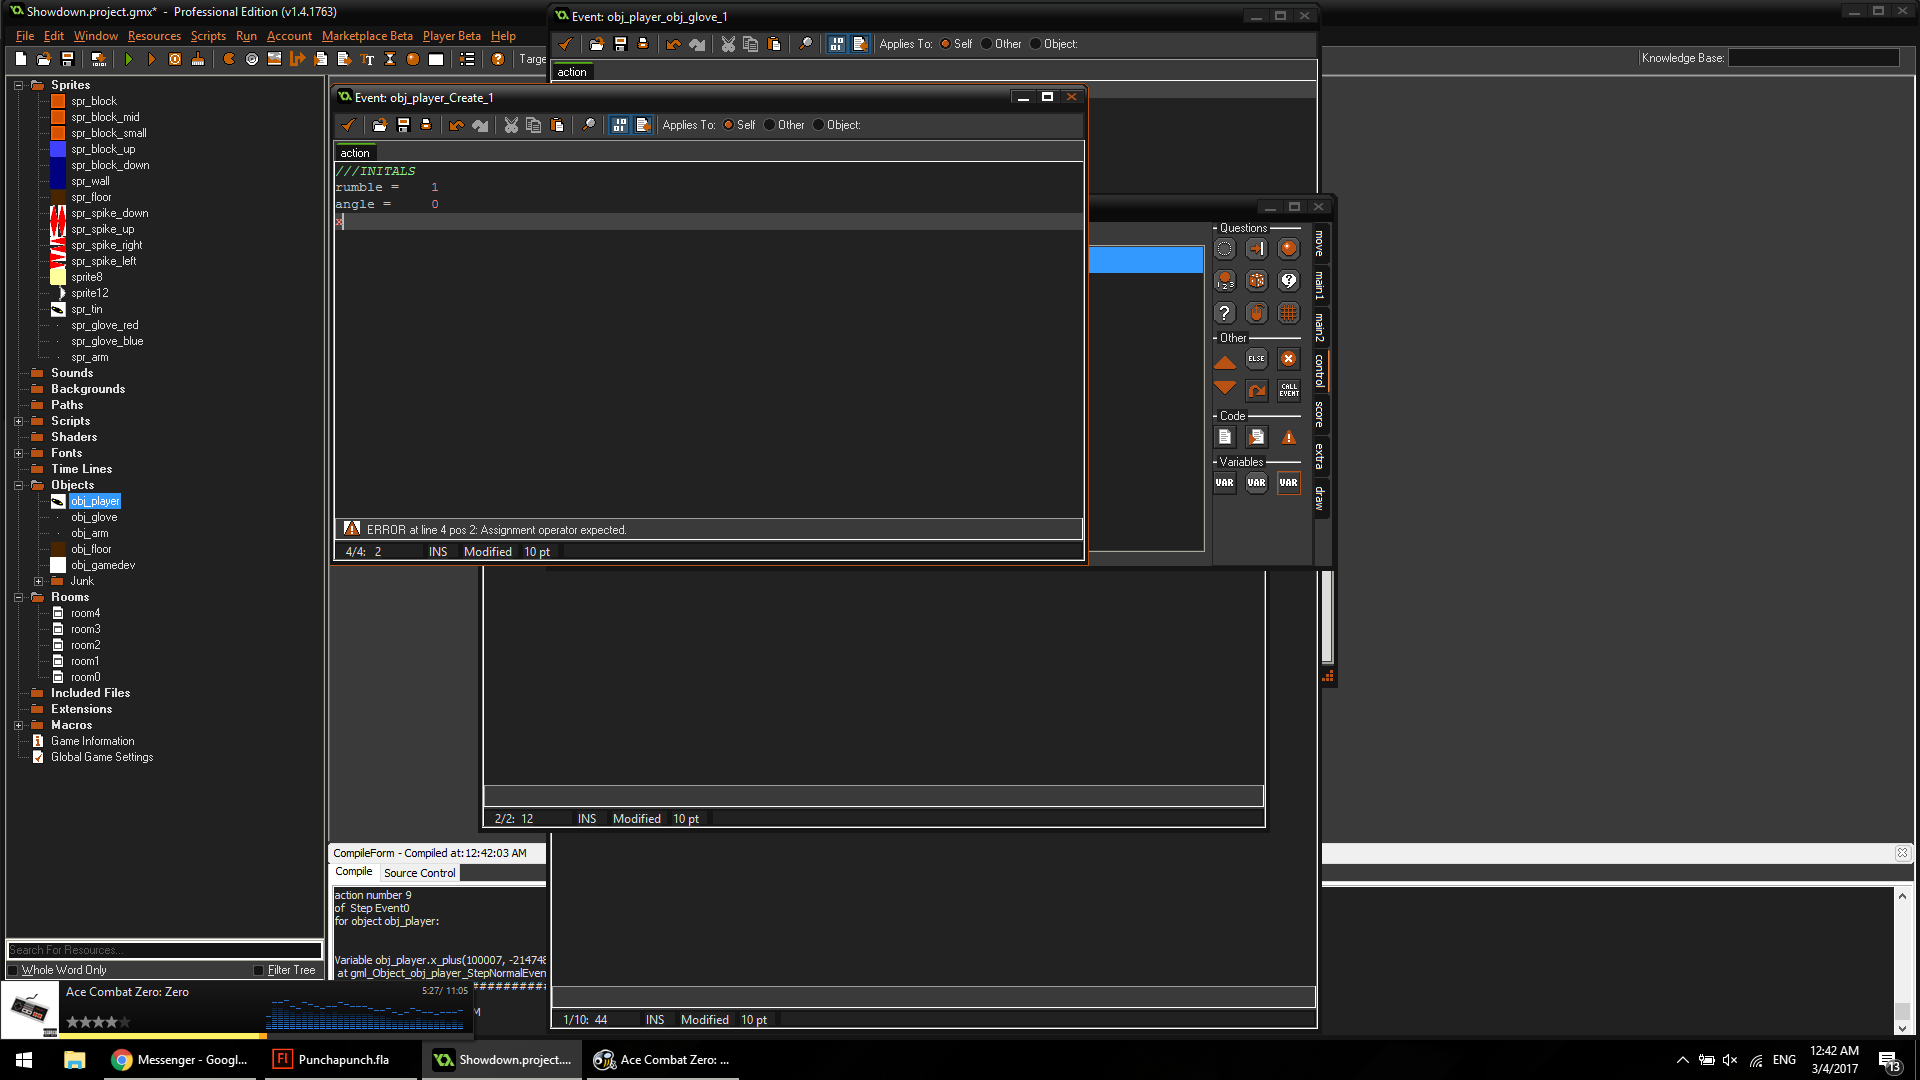 Showdown.project.gmx* - Professional Edition (v1.4.1763)
File Edit Window Resources Scripts Run Account Marketplace Beta Player Beta Help
Targe
Knowledge Base:
Sprites
spr_block
spr_block_mid
spr_block_small
spr_block_up
spr_block_down
spr_wall
spr_floor
spr_spike_down
spr_spike_up
spr_spike_right
spr_spike_left
sprite8
sprite12
spr_tin
spr_glove_red
spr_glove_blue
spr_arm
Sounds
Backgrounds
Paths
Scripts
Shaders
Fonts
Time Lines
Objects
obj_player
obj_glove
obj_arm
obj_floor
obj_gamedev
Junk
Rooms
room4
room3
room2
room1
room0
Included Files
Extensions
Macros
Game Information
Global Game Settings
Search For Resources...
Whole Word Only Filter Tree
Event: obj_player_obj_glove_1
Applies To: Self Other Object:
action
Event: obj_player_Create_1
Applies To: Self Other Object:
action
///INITALS
rumble = 1
angle = 0
x
ERROR at line 4 pos 2: Assignment operator expected.
4/4: 2 INS Modified 10 pt
Questions
Other
ELSE
CALL EVENT
Code
Variables
VAR VAR VAR
move
main1
main2
control
score
extra
draw
2/2: 12 INS Modified 10 pt
CompileForm - Compiled at:12:42:03 AM
Compile Source Control
action number 9
of Step Event0
for object obj_player:
Variable obj_player.x_plus(100007, -214748
at gml_Object_obj_player_StepNormalEven
###########
M
1/10: 44 INS Modified 10 pt
Ace Combat Zero: Zero 5:27/ 11:05
Messenger - Googl...
Fl Punchapunch.fla
Showdown.project....
Ace Combat Zero: ...
ENG
12:42 AM
3/4/2017
13